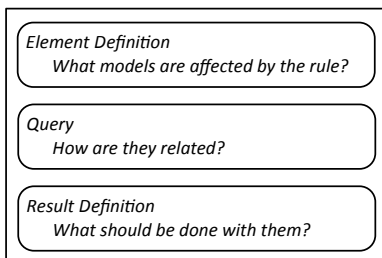 Element Definition
What models are affected by the rule?
Query
How are they related?
Result Definition
What should be done with them?